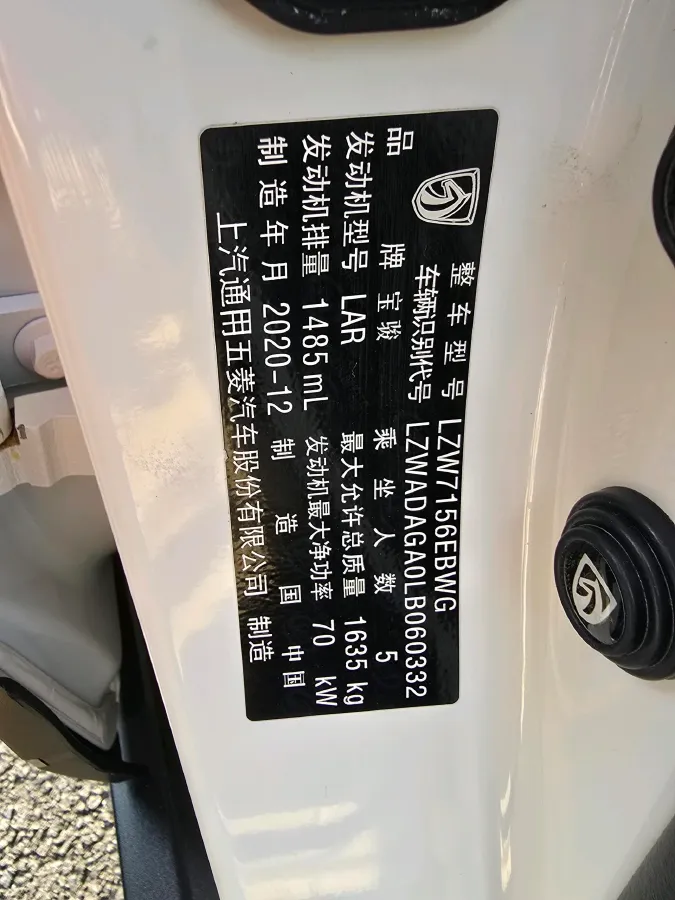 整车型号 LZW7156EBWG
车辆识别代号 LZWADAGA0LB060332
品牌 宝骏 乘坐人数 5
发动机型号 LAR 最大允许总质量 1635 kg
发动机排量 1485 mL 发动机最大净功率 70 kW
制造年月 2020-12 制造国 中国
上汽通用五菱汽车股份有限公司 制造